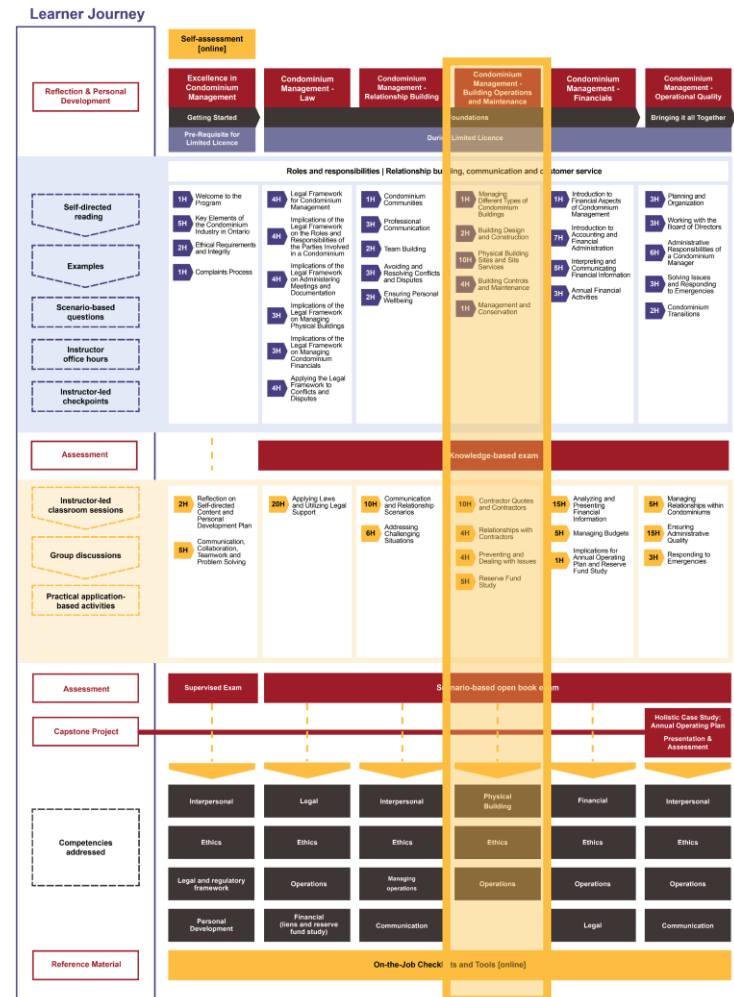 Learner Journey
Self-assessment
[online]
Reflection & Personal
Development
Excellence in
Condominium
Management
Condominium
Management -
Law
Condominium
Management -
Relationship Building
Condominium
Management -
Building Operations
and Maintenance
Condominium
Management -
Financials
Condominium
Management -
Operational Quality
Getting Started
Foundations
Bringing it all Together
Pre-Requisite for
Limited Licence
During Limited Licence
Roles and responsibilities | Relationship building, communication and customer service
Self-directed
reading
Examples
Scenario-based
questions
Instructor
office hours
Instructor-led
checkpoints
1H Welcome to the
Program
5H Key Elements of
the Condominium
Industry in Ontario
2H Ethical Requirements
and Integrity
1H Complaints Process
4H Legal Framework
for Condominium
Management
4H Implications of the
Legal Framework
on the Roles and
Responsibilities of
the Parties Involved
in a Condominium
4H Implications of the
Legal Framework
on Administering
Meetings and
Documentation
3H Implications of the
Legal Framework
on Managing
Physical Buildings
3H Implications of the
Legal Framework
on Managing
Condominium
Financials
4H Applying the Legal
Framework to
Conflicts and
Disputes
1H Condominium
Communities
3H Professional
Communication
2H Team Building
3H Avoiding and
Resolving Conflicts
and Disputes
2H Ensuring Personal
Wellbeing
1H Managing
Different Types of
Condominium
Buildings
2H Building Design
and Construction
10H Physical Building
Sites and Site
Services
4H Building Controls
and Maintenance
1H Management and
Conservation
1H Introduction to
Financial Aspects
of Condominium
Management
7H Introduction to
Accounting and
Financial
Administration
5H Interpreting and
Communicating
Financial Information
3H Annual Financial
Activities
3H Planning and
Organization
3H Working with the
Board of Directors
6H Administrative
Responsibilities of
a Condominium
Manager
3H Solving Issues
and Responding
to Emergencies
2H Condominium
Transitions
Assessment
Knowledge-based exam
Instructor-led
classroom sessions
Group discussions
Practical application-
based activities
2H Reflection on
Self-directed
Content and
Personal
Development Plan
5H Communication,
Collaboration,
Teamwork and
Problem Solving
20H Applying Laws
and Utilizing Legal
Support
10H Communication
and Relationship
Scenarios
6H Addressing
Challenging
Situations
10H Contractor Quotes
and Contractors
4H Relationships with
Contractors
4H Preventing and
Dealing with Issues
5H Reserve Fund
Study
15H Analyzing and
Presenting
Financial
Information
5H Managing Budgets
1H Implications for
Annual Operating
Plan and Reserve
Fund Study
5H Managing
Relationships within
Condominiums
15H Ensuring
Administrative
Quality
3H Responding to
Emergencies
Assessment
Supervised Exam
Scenario-based open book exam
Capstone Project
Holistic Case Study:
Annual Operating Plan
Presentation &
Assessment
Competencies
addressed
Interpersonal
Legal
Interpersonal
Physical
Building
Financial
Interpersonal
Ethics
Ethics
Ethics
Ethics
Ethics
Ethics
Legal and regulatory
framework
Operations
Managing
operations
Operations
Operations
Operations
Personal
Development
Financial
(liens and reserve
fund study)
Communication
Legal
Communication
Reference Material
On-the-Job Checklists and Tools [online]